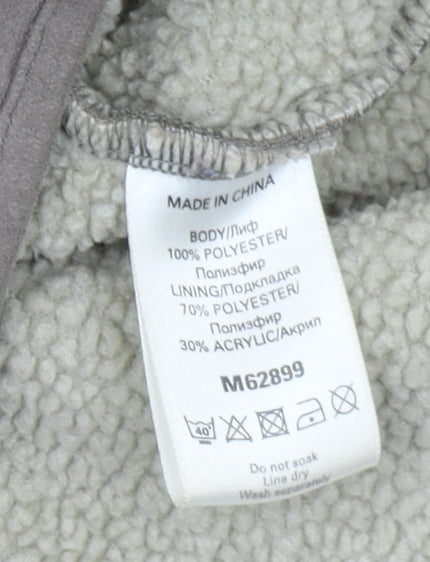 MADE IN CHINA
BODY/Лиф
100% POLYESTER/
Полиэфир
LINING/Подкладка
70% POLYESTER/
Полиэфир
30% ACRYLIC/Акрил
M62899
40
Do not soak
Line dry
Wash separately